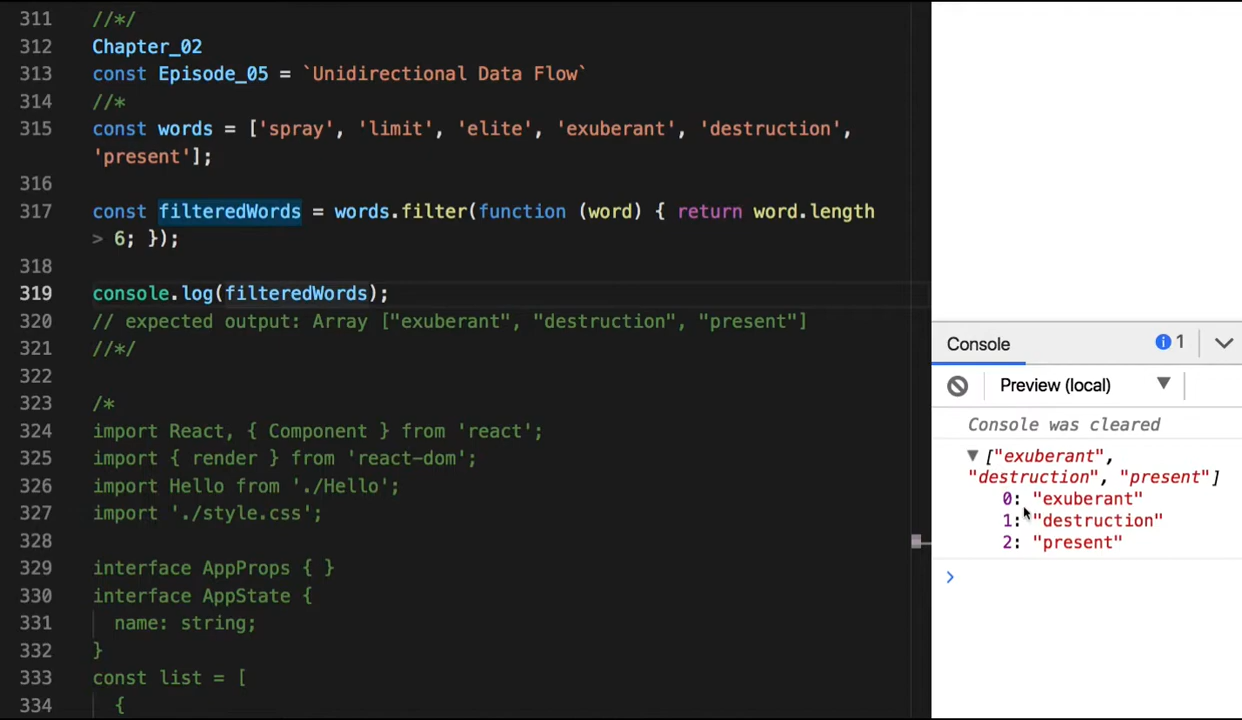 311 //*/
312 Chapter_02
313 const Episode_05 = `Unidirectional Data Flow`
314 //*
315 const words = ['spray', 'limit', 'elite', 'exuberant', 'destruction',
'present'];
316
317 const filteredWords = words.filter(function (word) { return word.length
> 6; });
318
319 console.log(filteredWords);
320 // expected output: Array ["exuberant", "destruction", "present"]
321 //*/
322
323 /*
324 import React, { Component } from 'react';
325 import { render } from 'react-dom';
326 import Hello from './Hello';
327 import './style.css';
328
329 interface AppProps { }
330 interface AppState {
331 name: string;
332 }
333 const list = [
334 {
Console 1
Preview (local)
Console was cleared
["exuberant",
"destruction", "present"]
0: "exuberant"
1: "destruction"
2: "present"